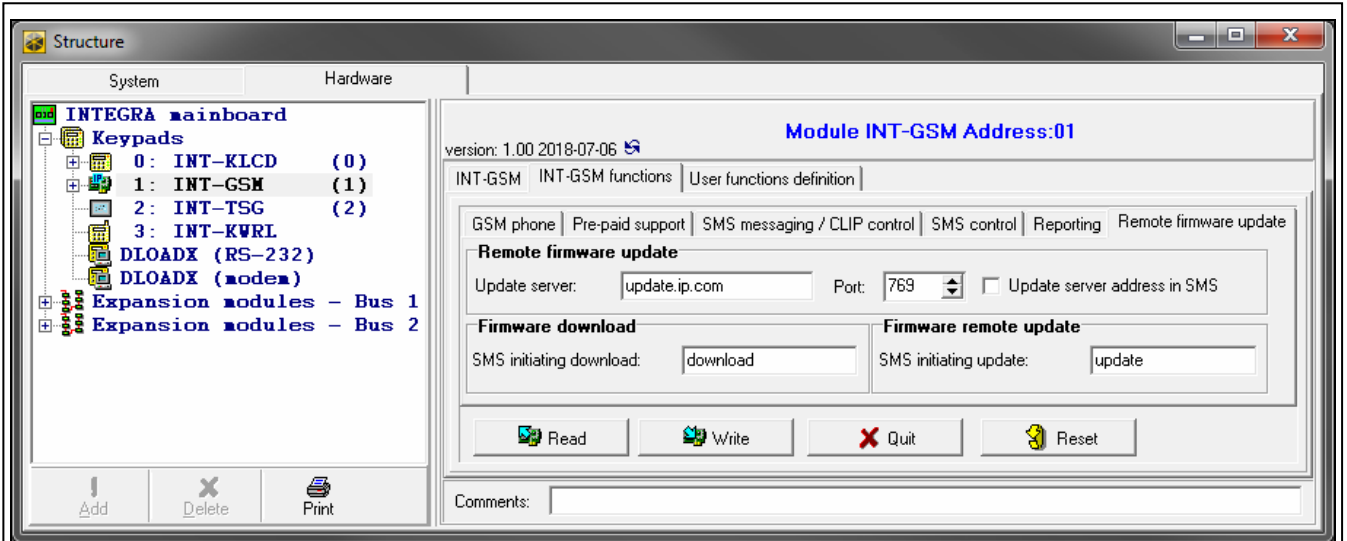 Structure
System Hardware
INTEGRA mainboard
Keypads
0: INT-KLCD (0)
1: INT-GSM (1)
2: INT-TSG (2)
3: INT-KWRL
DLOADX (RS-232)
DLOADX (modem)
Expansion modules - Bus 1
Expansion modules - Bus 2
Add Delete Print
Module INT-GSM Address:01
version: 1.00 2018-07-06
INT-GSM INT-GSM functions User functions definition
GSM phone Pre-paid support SMS messaging / CLIP control SMS control Reporting Remote firmware update
Remote firmware update
Update server: update.ip.com Port: 769 Update server address in SMS
Firmware download Firmware remote update
SMS initiating download: download SMS initiating update: update
Read Write Quit Reset
Comments: